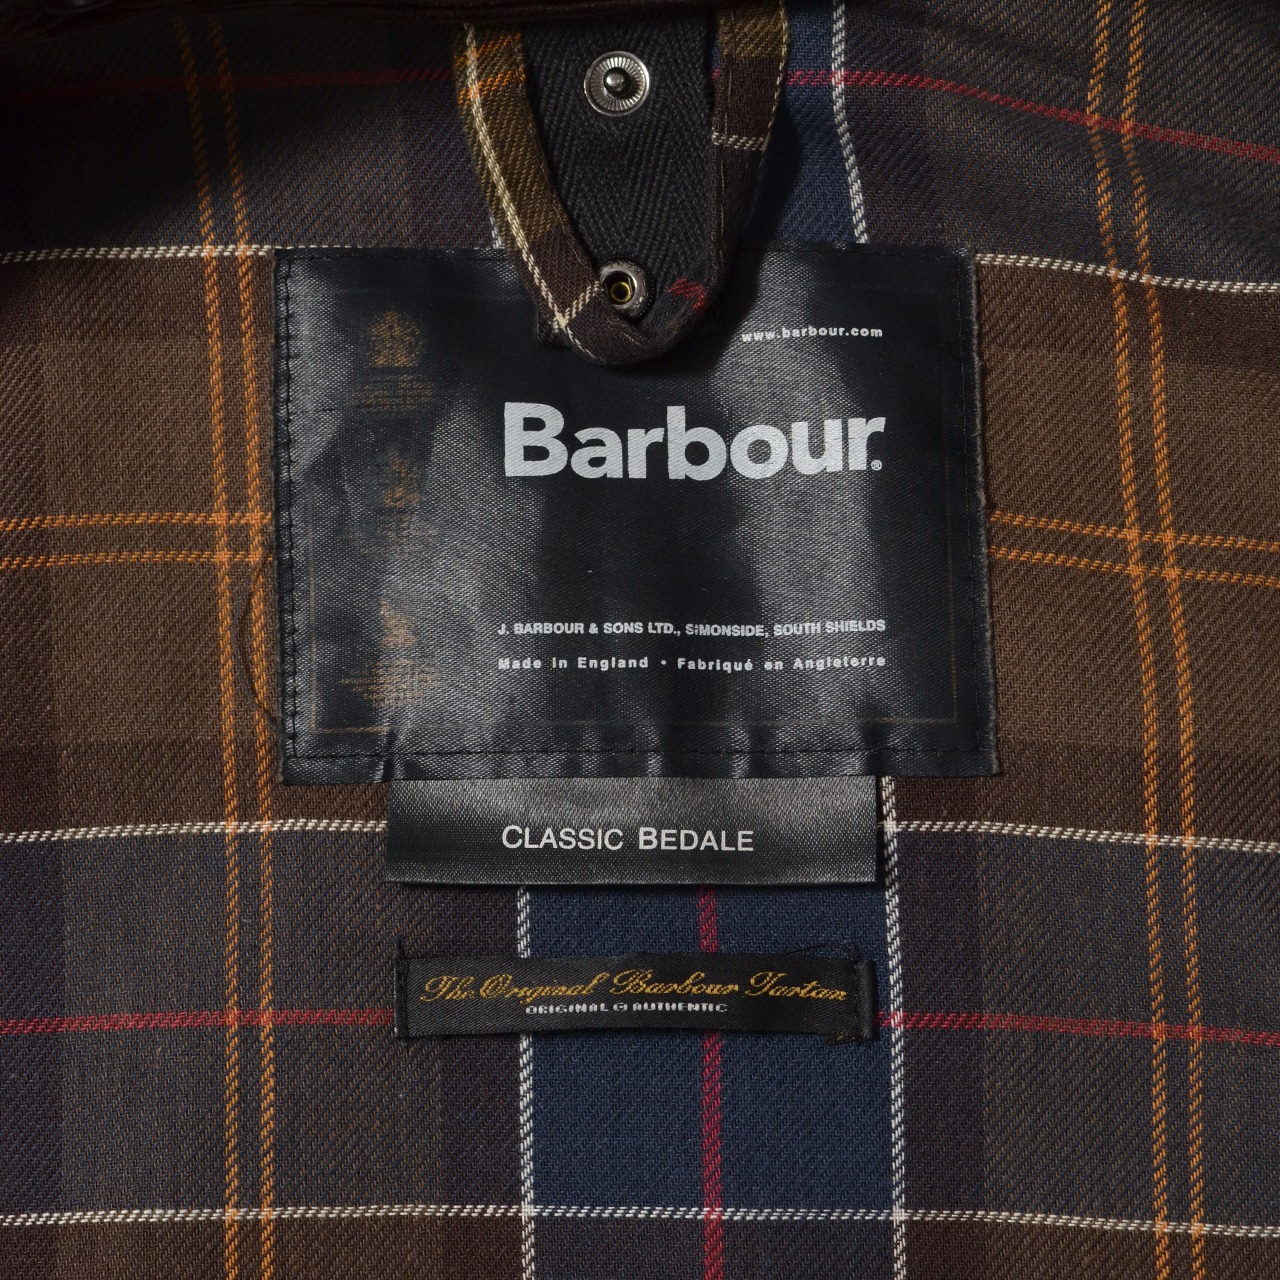 www.barbour.com
Barbour®
J. BARBOUR & SONS LTD., SIMONSIDE, SOUTH SHIELDS
Made in England • Fabriqué en Angleterre
CLASSIC BEDALE
The Original Barbour Tartan
ORIGINAL & AUTHENTIC